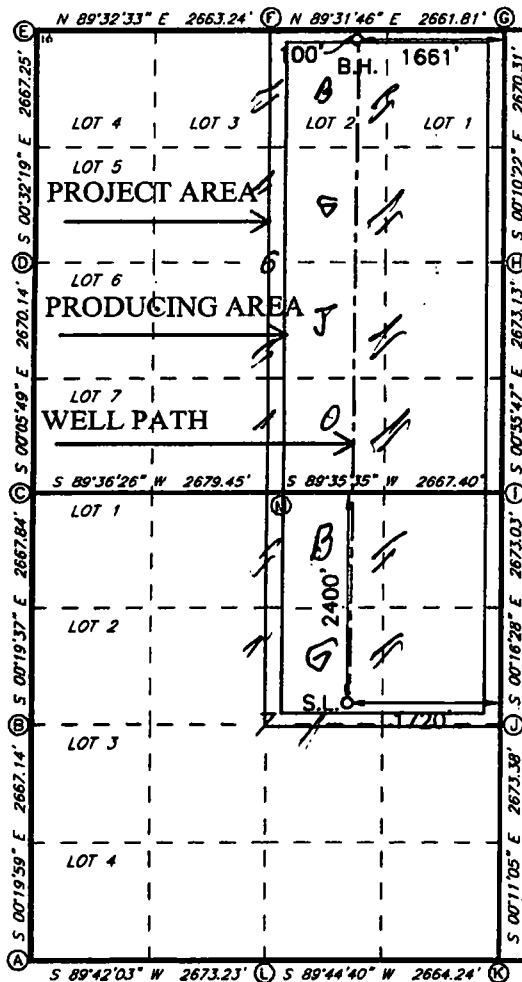 N 89°32'33" E 2663.24' F N 89°31'46" E 2661.81'
E G
16
100' B.H. 1661'
S 00°32'19" E 2667.25'
B
S 00°10'22" E 2670.31'
LOT 4 LOT 3 LOT 2 LOT 1
LOT 5
PROJECT AREA
G
D 6 H
LOT 6
PRODUCING AREA
J
S 00°05'49" E 2670.14'
S 00°55'47" E 2673.13'
LOT 7
O
WELL PATH
S 89°36'26" W 2679.45' S 89°35'35" W 2667.40'
C I
LOT 1
N
B
2400'
S 00°19'37" E 2667.84'
S 00°16'28" E 2673.03'
LOT 2
G
S.L.
1720'
B 7
LOT 3
S 00°19'59" E 2667.14'
S 00°11'05" E 2673.38'
LOT 4
A L K
S 89°42'03" W 2673.23' S 89°44'40" W 2664.24'